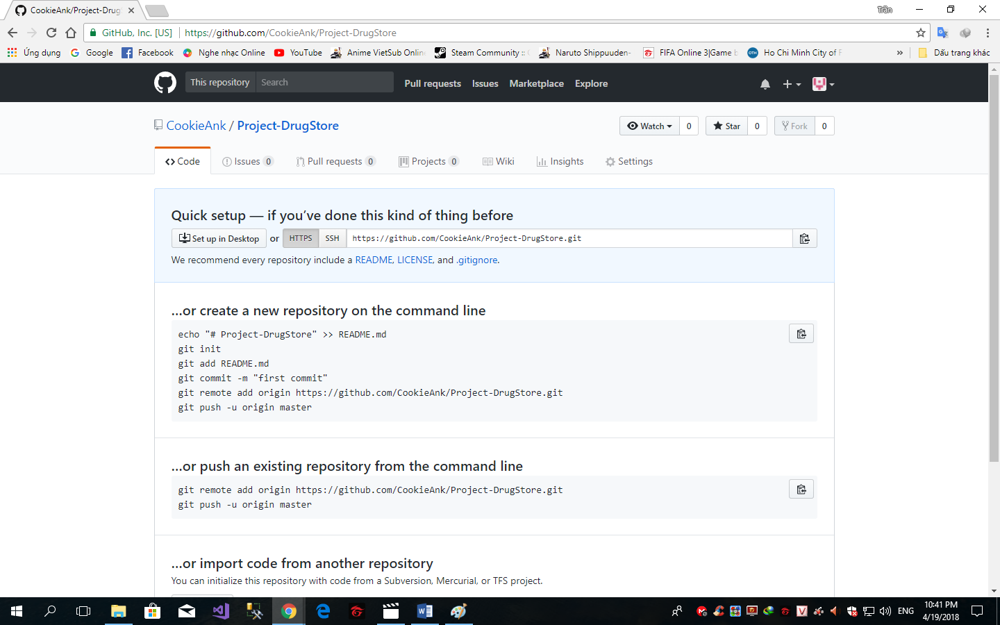 CookieAnk/Project-Drug
Trân
GitHub, Inc. [US]
https://github.com/CookieAnk/Project-DrugStore
Ứng dụng
Google
Facebook
Nghe nhạc Online
YouTube
Anime VietSub Onlin
Steam Community ::
Naruto Shippuuden-
FIFA Online 3|Game
Ho Chi Minh City of
»
Dấu trang khác
This repository
Search
Pull requests
Issues
Marketplace
Explore
CookieAnk / Project-DrugStore
Watch 0
Star 0
Fork 0
Code
Issues 0
Pull requests 0
Projects 0
Wiki
Insights
Settings
Quick setup — if you’ve done this kind of thing before
Set up in Desktop or HTTPS SSH https://github.com/CookieAnk/Project-DrugStore.git
We recommend every repository include a README, LICENSE, and .gitignore.
…or create a new repository on the command line
echo "# Project-DrugStore" >> README.md
git init
git add README.md
git commit -m "first commit"
git remote add origin https://github.com/CookieAnk/Project-DrugStore.git
git push -u origin master
…or push an existing repository from the command line
git remote add origin https://github.com/CookieAnk/Project-DrugStore.git
git push -u origin master
…or import code from another repository
You can initialize this repository with code from a Subversion, Mercurial, or TFS project.
ENG
10:41 PM
4/19/2018